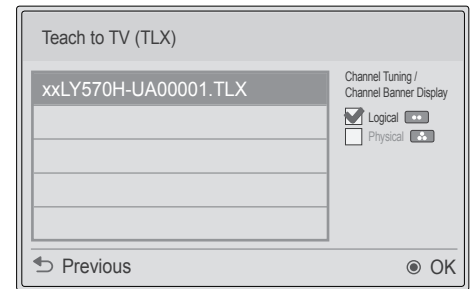 Teach to TV (TLX)
xxLY570H-UA00001.TLX
Channel Tuning /
Channel Banner Display
Logical
Physical
Previous
OK